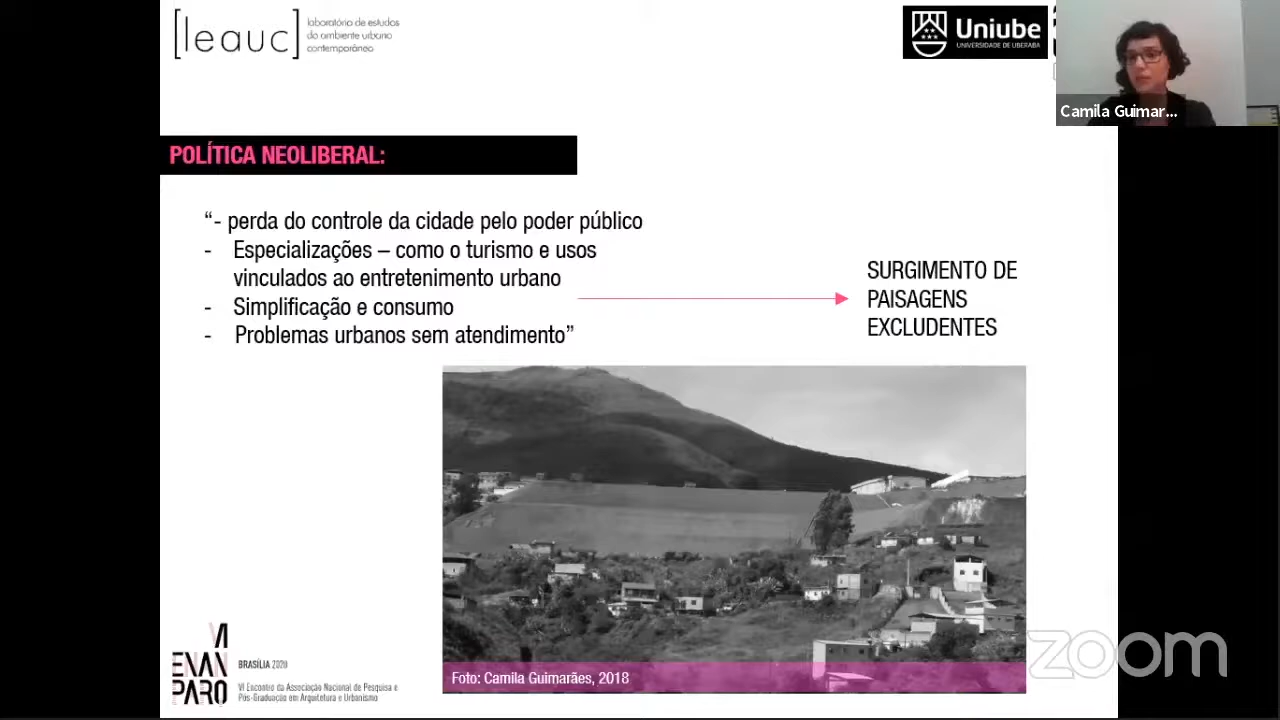 [leauc]
laboratório de estudos
do ambiente urbano
contemporâneo
Uniube
UNIVERSIDADE DE UBERABA
Camila Guimar...
POLÍTICA NEOLIBERAL:
“- perda do controle da cidade pelo poder público
- Especializações – como o turismo e usos
vinculados ao entretenimento urbano
- Simplificação e consumo
- Problemas urbanos sem atendimento”
SURGIMENTO DE
PAISAGENS
EXCLUDENTES
Foto: Camila Guimarães, 2018
VI
ENAN
PARQ
BRASÍLIA 2020
VI Encontro da Associação Nacional de Pesquisa e
Pós-Graduação em Arquitetura e Urbanismo
zoom